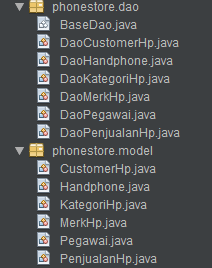 phonestore.dao
BaseDao.java
DaoCustomerHp.java
DaoHandphone.java
DaoKategoriHp.java
DaoMerkHp.java
DaoPegawai.java
DaoPenjualanHp.java
phonestore.model
CustomerHp.java
Handphone.java
KategoriHp.java
MerkHp.java
Pegawai.java
PenjualanHp.java